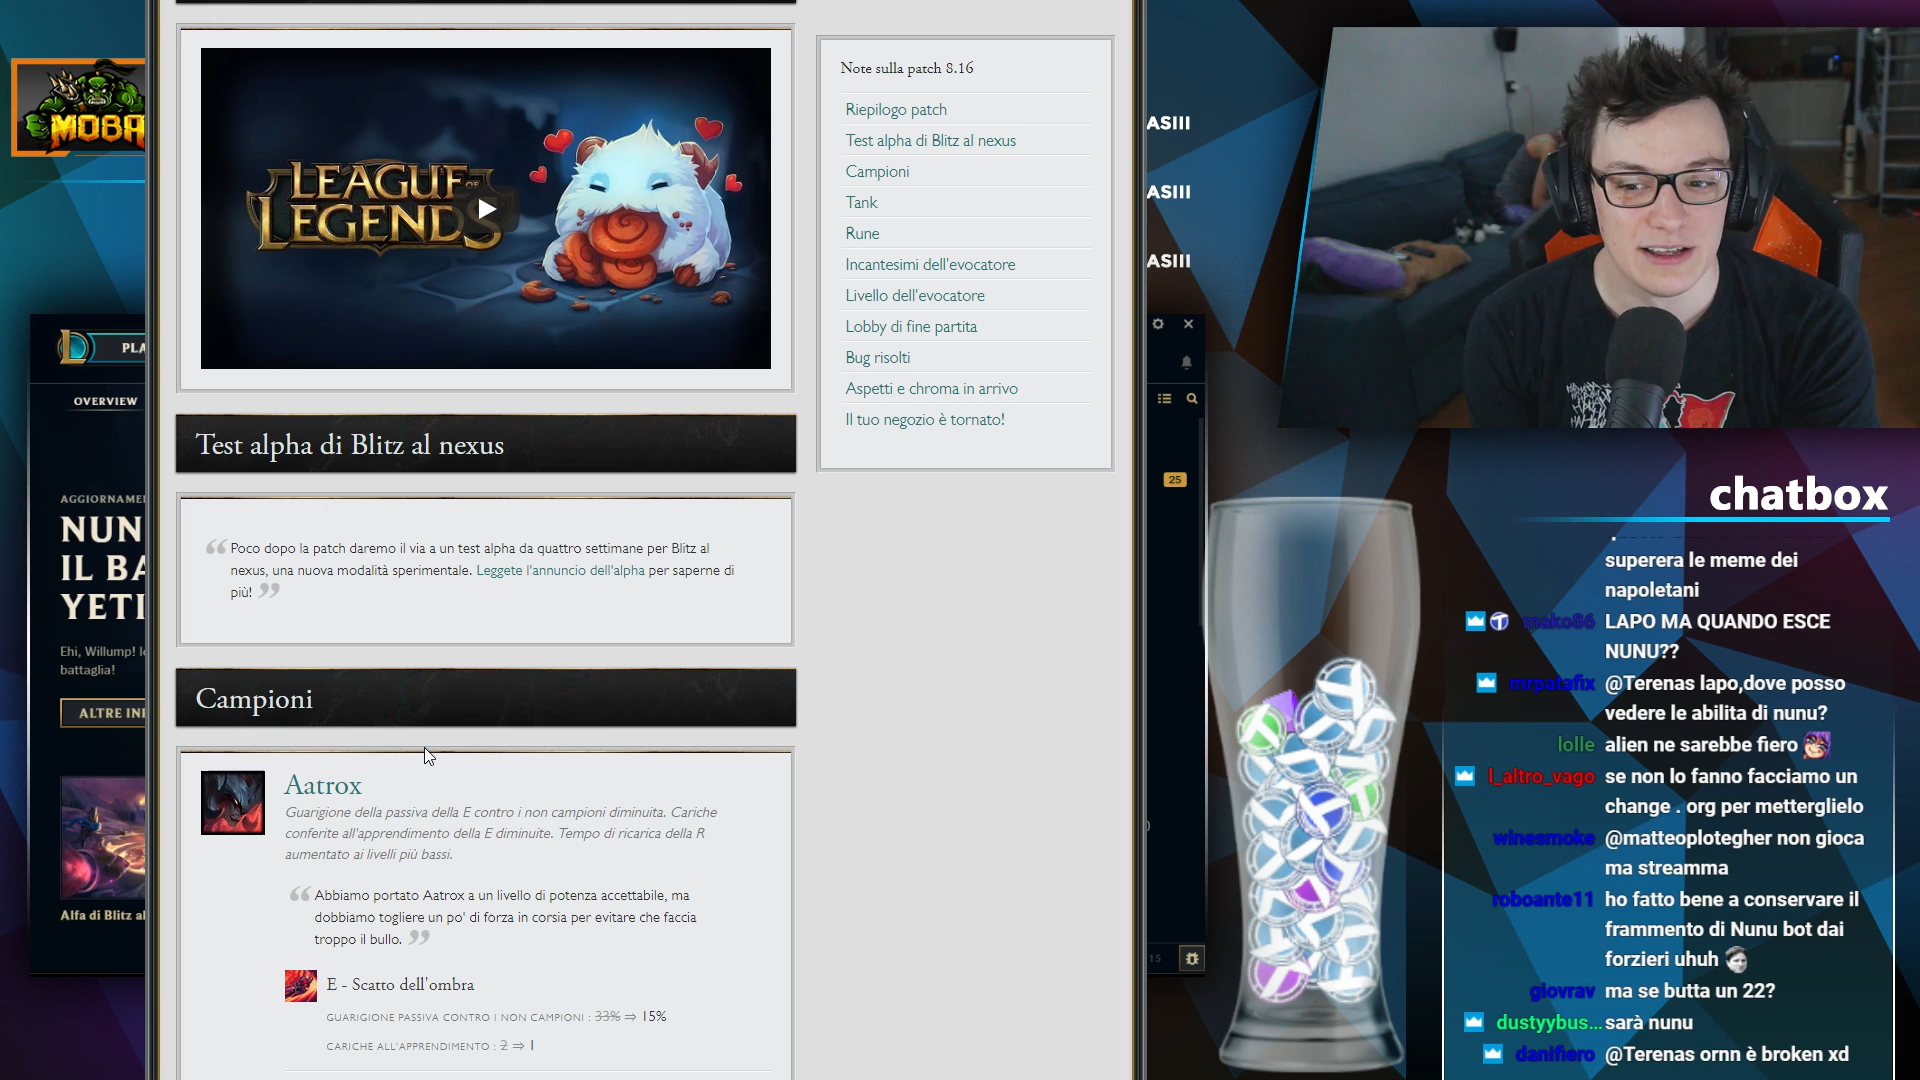 MOBA
PLA
OVERVIEW
AGGIORNAME
NUN
IL BA
YETI
Ehi, Willump! I
battaglia!
ALTRE IN
Alfa di Blitz al
LEAGUE OF
LEGENDS
Test alpha di Blitz al nexus
Poco dopo la patch daremo il via a un test alpha da quattro settimane per Blitz al
nexus, una nuova modalità sperimentale. Leggete l'annuncio dell'alpha per saperne di
più!
Campioni
Aatrox
Guarigione della passiva della E contro i non campioni diminuita. Cariche
conferite all'apprendimento della E diminuite. Tempo di ricarica della R
aumentato ai livelli più bassi.
Abbiamo portato Aatrox a un livello di potenza accettabile, ma
dobbiamo togliere un po' di forza in corsia per evitare che faccia
troppo il bullo.
E - Scatto dell'ombra
GUARIGIONE PASSIVA CONTRO I NON CAMPIONI : 33% ⇒ 15%
CARICHE ALL'APPRENDIMENTO : 2 ⇒ 1
Note sulla patch 8.16
Riepilogo patch
Test alpha di Blitz al nexus
Campioni
Tank
Rune
Incantesimi dell'evocatore
Livello dell'evocatore
Lobby di fine partita
Bug risolti
Aspetti e chroma in arrivo
Il tuo negozio è tornato!
ASIII
ASIII
ASIII
25
15
chatbox
superera le meme dei
napoletani
mako86 LAPO MA QUANDO ESCE
NUNU??
mrpatafix @Terenas lapo,dove posso
vedere le abilita di nunu?
lolle alien ne sarebbe fiero
l_altro_vago se non lo fanno facciamo un
change . org per metterglielo
winesmoke @matteoplotegher non gioca
ma streamma
roboante11 ho fatto bene a conservare il
frammento di Nunu bot dai
forzieri uhuh
giovrav ma se butta un 22?
dustyybus... sarà nunu
danifiero @Terenas ornn è broken xd